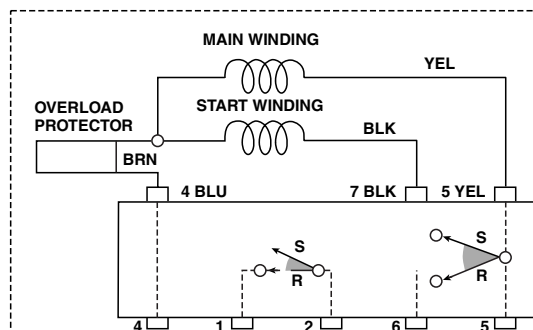 MAIN WINDING
YEL
OVERLOAD
PROTECTOR
START WINDING
BLK
BRN
4 BLU
7 BLK
5 YEL
S
R
S
R
4
1
2
6
5